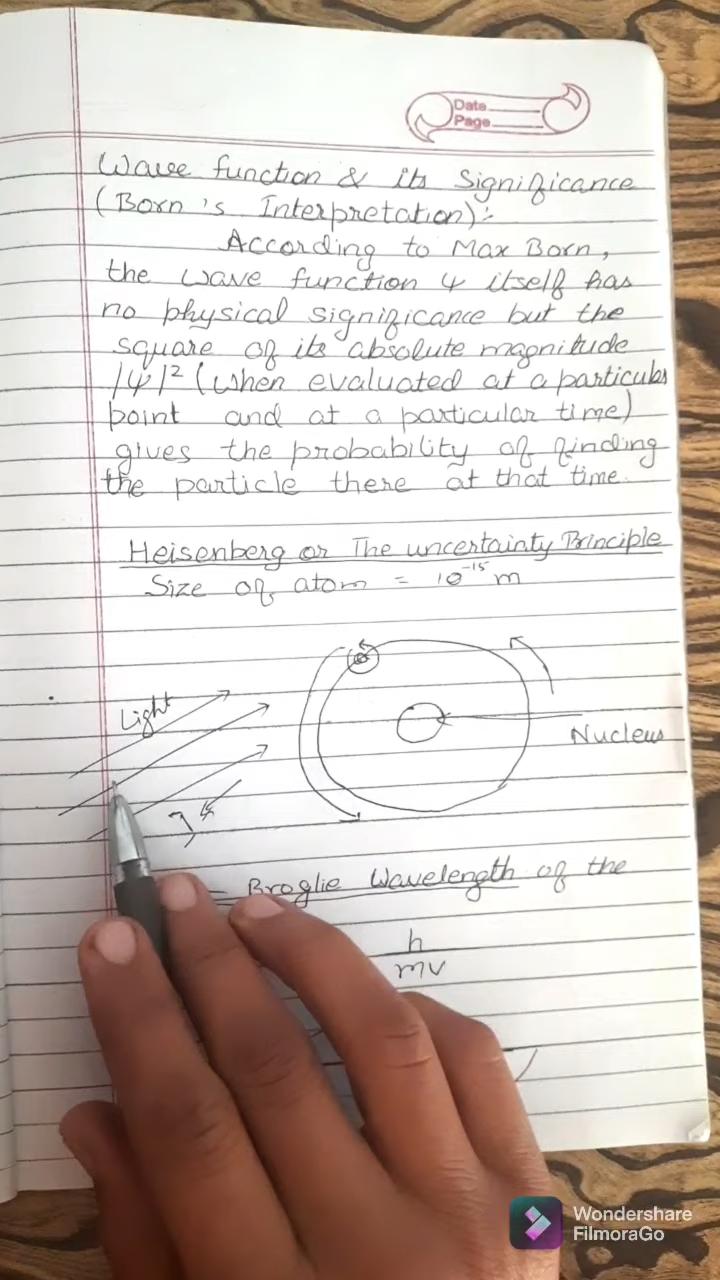 Date
Page
Wave function & its Significance
(Born's Interpretation):-
According to Max Born,
the wave function ψ itself has
no physical significance but the
square of its absolute magnitude
|ψ|² (when evaluated at a particular
point and at a particular time)
gives the probability of finding
the particle there at that time.
Heisenberg or The uncertainty Principle
Size of atom = 10⁻¹⁵ m
Light
Nucleus
λ
Broglie Wavelength of the
h
mv
Wondershare
FilmoraGo